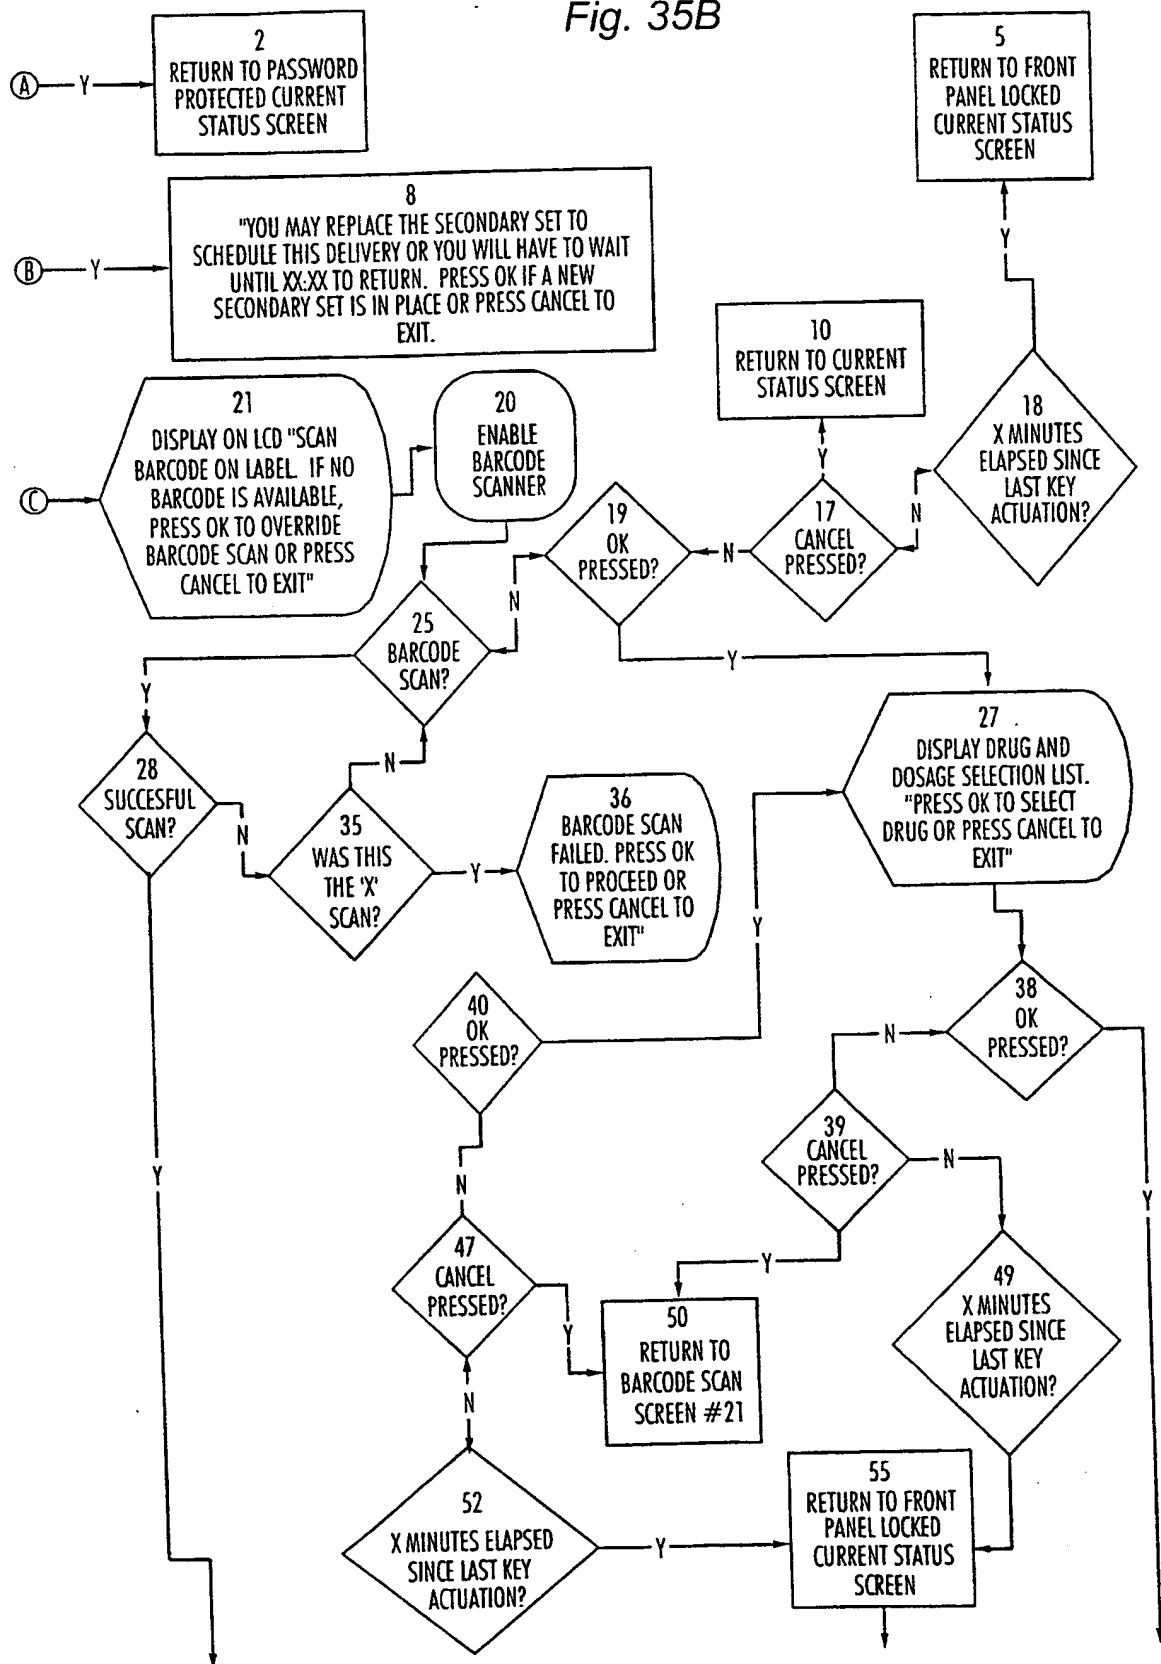 Fig. 35B
2
RETURN TO PASSWORD
PROTECTED CURRENT
STATUS SCREEN
A
Y
5
RETURN TO FRONT
PANEL LOCKED
CURRENT STATUS
SCREEN
Y
8
"YOU MAY REPLACE THE SECONDARY SET TO
SCHEDULE THIS DELIVERY OR YOU WILL HAVE TO WAIT
UNTIL XX:XX TO RETURN. PRESS OK IF A NEW
SECONDARY SET IS IN PLACE OR PRESS CANCEL TO
EXIT.
B
Y
10
RETURN TO CURRENT
STATUS SCREEN
Y
21
DISPLAY ON LCD "SCAN
BARCODE ON LABEL. IF NO
BARCODE IS AVAILABLE,
PRESS OK TO OVERRIDE
BARCODE SCAN OR PRESS
CANCEL TO EXIT"
C
20
ENABLE
BARCODE
SCANNER
18
X MINUTES
ELAPSED SINCE
LAST KEY
ACTUATION?
N
17
CANCEL
PRESSED?
N
19
OK
PRESSED?
N
Y
25
BARCODE
SCAN?
Y
N
28
SUCCESFUL
SCAN?
N
35
WAS THIS
THE 'X'
SCAN?
Y
36
BARCODE SCAN
FAILED. PRESS OK
TO PROCEED OR
PRESS CANCEL TO
EXIT"
27
DISPLAY DRUG AND
DOSAGE SELECTION LIST.
"PRESS OK TO SELECT
DRUG OR PRESS CANCEL TO
EXIT"
Y
40
OK
PRESSED?
38
OK
PRESSED?
N
39
CANCEL
PRESSED?
N
Y
N
Y
Y
47
CANCEL
PRESSED?
Y
50
RETURN TO
BARCODE SCAN
SCREEN #21
49
X MINUTES
ELAPSED SINCE
LAST KEY
ACTUATION?
N
52
X MINUTES ELAPSED
SINCE LAST KEY
ACTUATION?
Y
55
RETURN TO FRONT
PANEL LOCKED
CURRENT STATUS
SCREEN